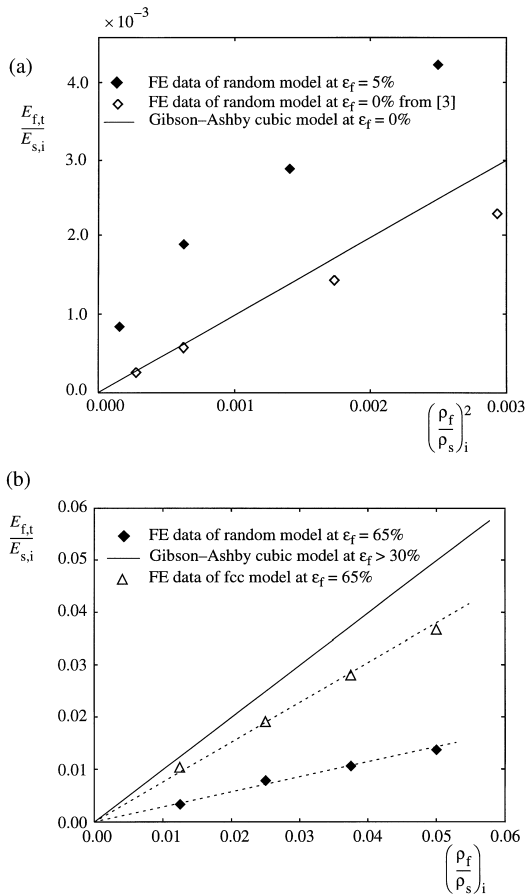 × 10⁻³
(a)
E_f,t
E_s,i
4.0
3.0
2.0
1.0
0.0
FE data of random model at ε_f = 5%
FE data of random model at ε_f = 0% from [3]
Gibson–Ashby cubic model at ε_f = 0%
0.000
0.001
0.002
0.003
(ρ_f/ρ_s)_i^2
(b)
E_f,t
E_s,i
0.06
0.05
0.04
0.03
0.02
0.01
0.00
FE data of random model at ε_f = 65%
Gibson–Ashby cubic model at ε_f > 30%
FE data of fcc model at ε_f = 65%
0.00
0.01
0.02
0.03
0.04
0.05
0.06
(ρ_f/ρ_s)_i